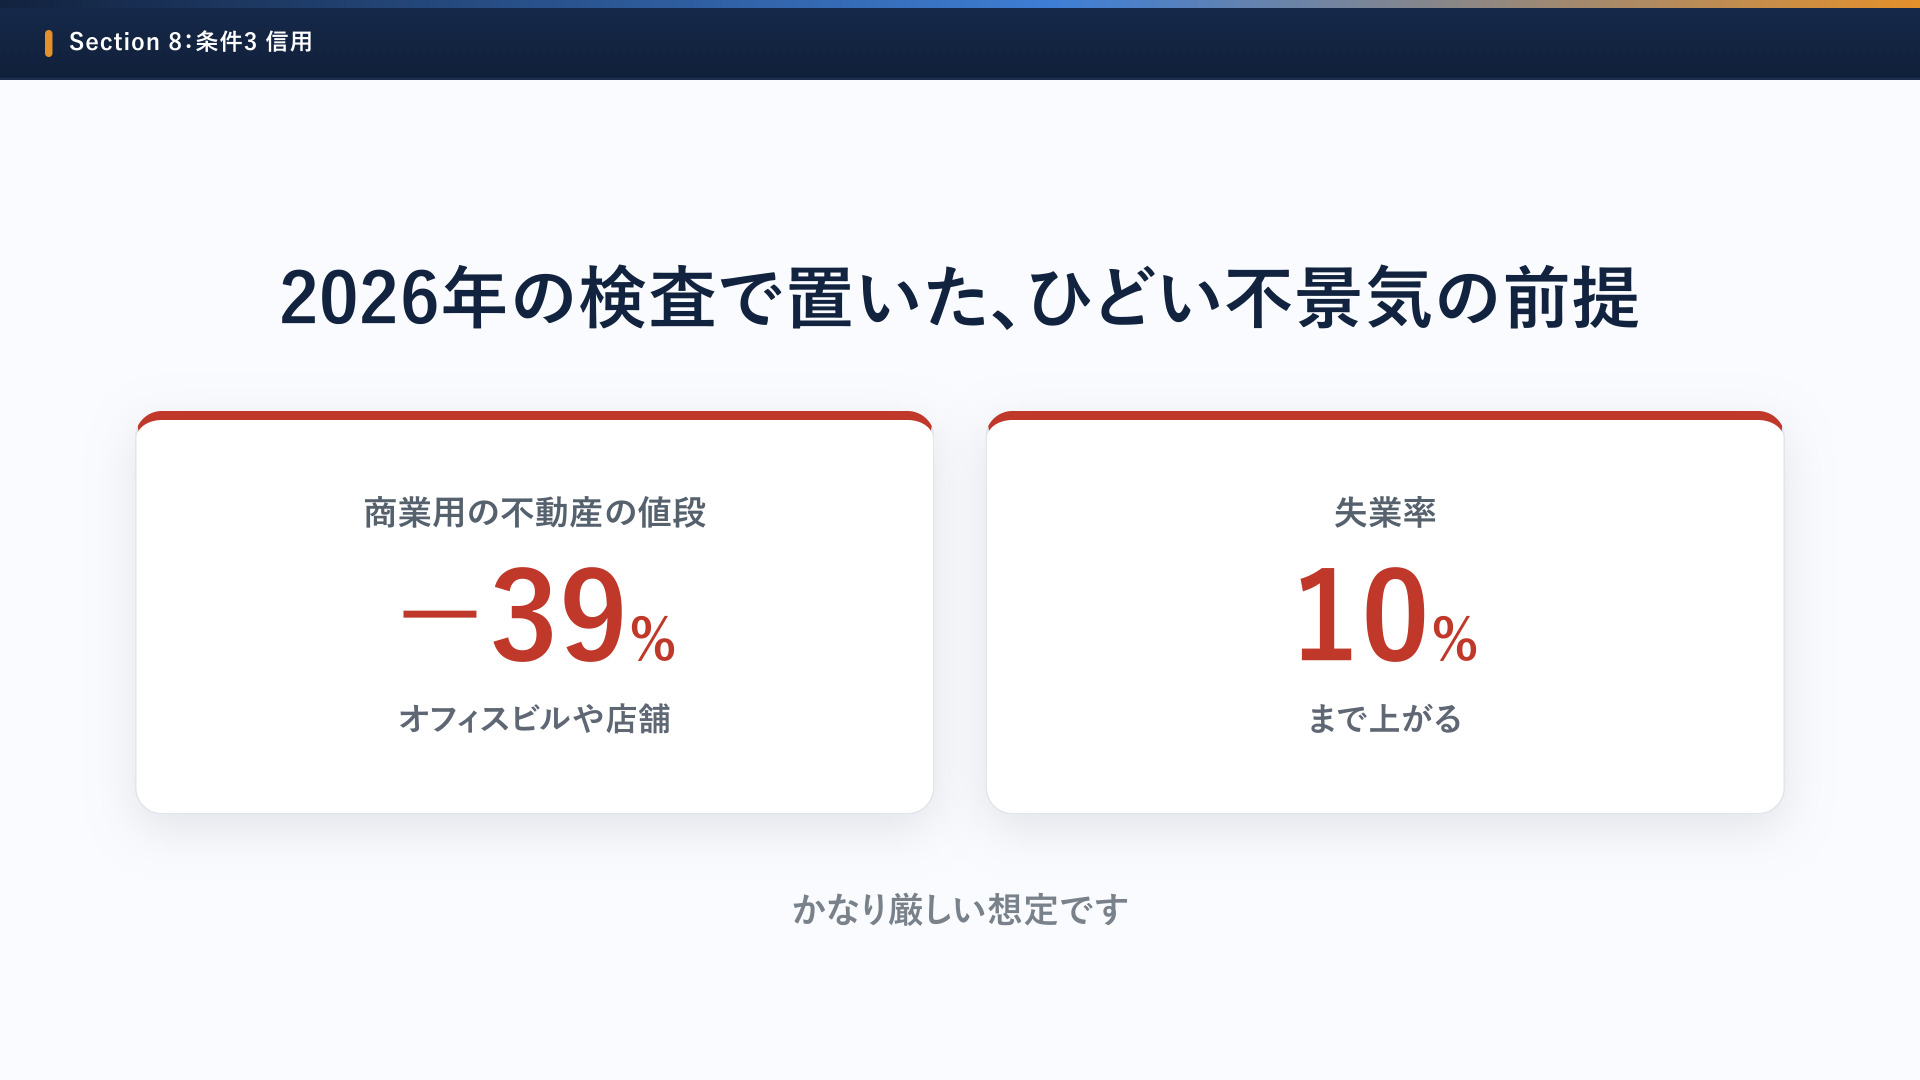 Section 8：条件3 信用
2026年の検査で置いた、ひどい不景気の前提
商業用の不動産の値段
－39%
オフィスビルや店舗
失業率
10%
まで上がる
かなり厳しい想定です